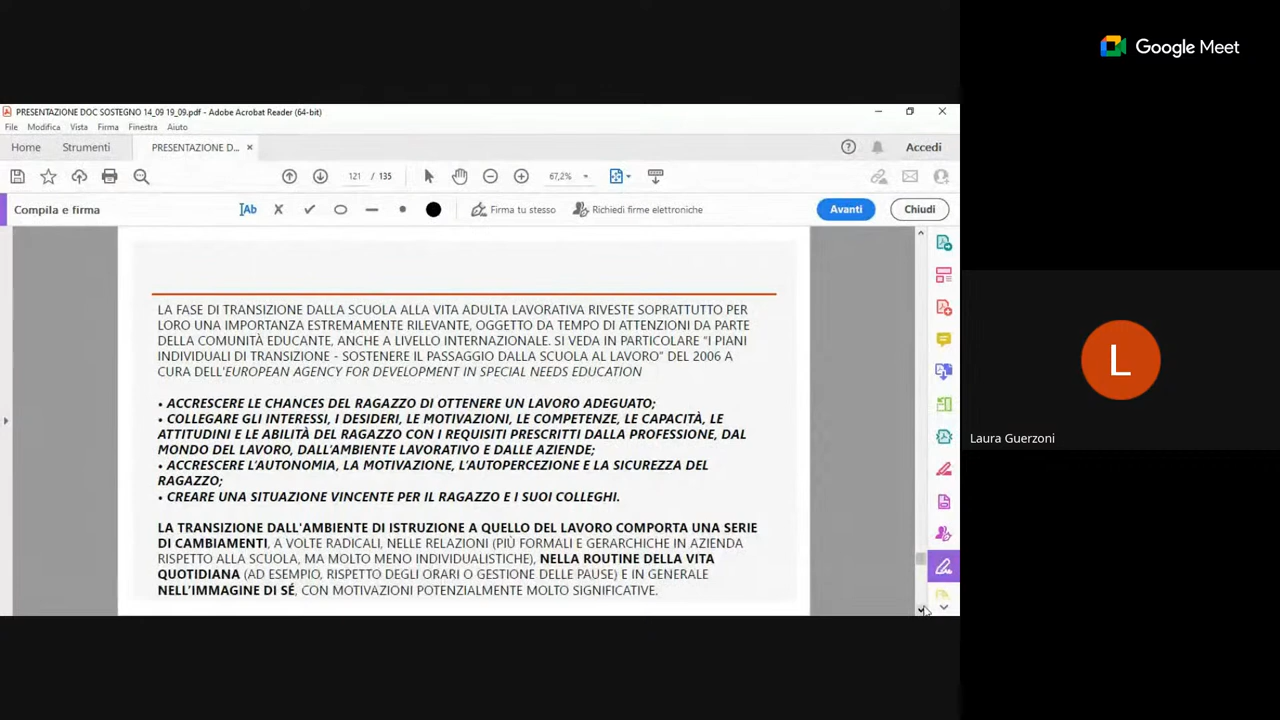 Google Meet
PRESENTAZIONE DOC SOSTEGNO 14_09 19_09.pdf - Adobe Acrobat Reader (64-bit)
File Modifica Vista Firma Finestra Aiuto
Home Strumenti PRESENTAZIONE D... × Accedi
121 / 135 67,2%
Compila e firma Ab Firma tu stesso Richiedi firme elettroniche Avanti Chiudi
LA FASE DI TRANSIZIONE DALLA SCUOLA ALLA VITA ADULTA LAVORATIVA RIVESTE SOPRATTUTTO PER
LORO UNA IMPORTANZA ESTREMAMENTE RILEVANTE, OGGETTO DA TEMPO DI ATTENZIONI DA PARTE
DELLA COMUNITÀ EDUCANTE, ANCHE A LIVELLO INTERNAZIONALE. SI VEDA IN PARTICOLARE “I PIANI
INDIVIDUALI DI TRANSIZIONE - SOSTENERE IL PASSAGGIO DALLA SCUOLA AL LAVORO” DEL 2006 A
CURA DELL'EUROPEAN AGENCY FOR DEVELOPMENT IN SPECIAL NEEDS EDUCATION
• ACCRESCERE LE CHANCES DEL RAGAZZO DI OTTENERE UN LAVORO ADEGUATO;
• COLLEGARE GLI INTERESSI, I DESIDERI, LE MOTIVAZIONI, LE COMPETENZE, LE CAPACITÀ, LE
ATTITUDINI E LE ABILITÀ DEL RAGAZZO CON I REQUISITI PRESCRITTI DALLA PROFESSIONE, DAL
MONDO DEL LAVORO, DALL'AMBIENTE LAVORATIVO E DALLE AZIENDE;
• ACCRESCERE L'AUTONOMIA, LA MOTIVAZIONE, L'AUTOPERCEZIONE E LA SICUREZZA DEL
RAGAZZO;
• CREARE UNA SITUAZIONE VINCENTE PER IL RAGAZZO E I SUOI COLLEGHI.
LA TRANSIZIONE DALL'AMBIENTE DI ISTRUZIONE A QUELLO DEL LAVORO COMPORTA UNA SERIE
DI CAMBIAMENTI, A VOLTE RADICALI, NELLE RELAZIONI (PIÙ FORMALI E GERARCHICHE IN AZIENDA
RISPETTO ALLA SCUOLA, MA MOLTO MENO INDIVIDUALISTICHE), NELLA ROUTINE DELLA VITA
QUOTIDIANA (AD ESEMPIO, RISPETTO DEGLI ORARI O GESTIONE DELLE PAUSE) E IN GENERALE
NELL'IMMAGINE DI SÉ, CON MOTIVAZIONI POTENZIALMENTE MOLTO SIGNIFICATIVE.
L
Laura Guerzoni